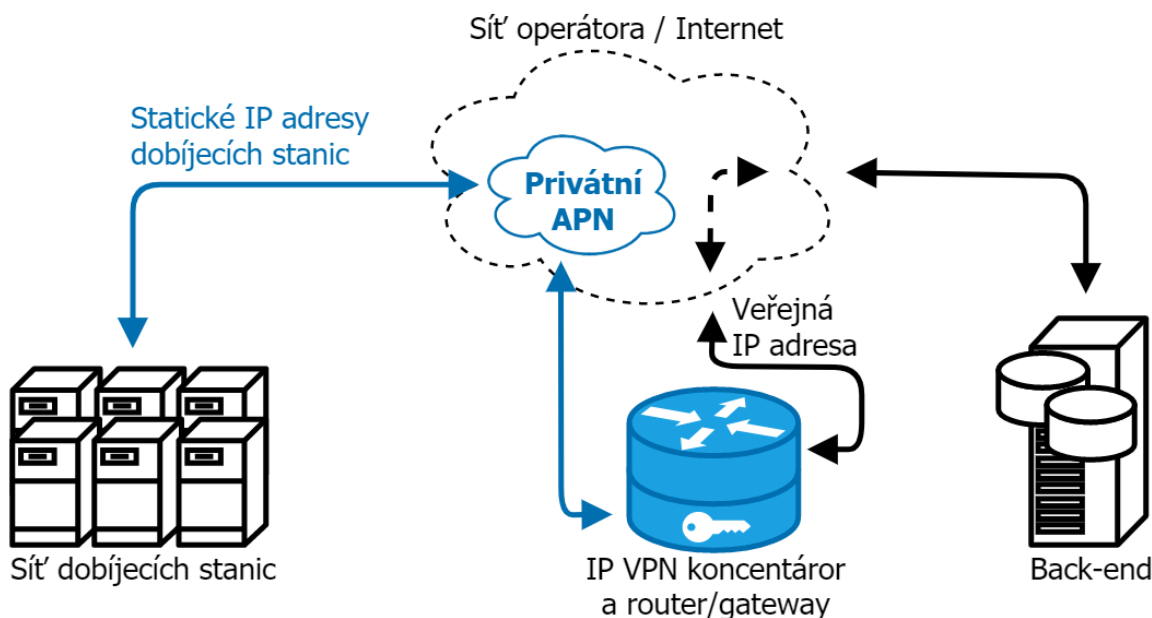 Síť operátora / Internet
Statické IP adresy
dobíjecích stanic
Privátní
APN
Veřejná
IP adresa
Síť dobíjecích stanic
IP VPN koncentáror
a router/gateway
Back-end